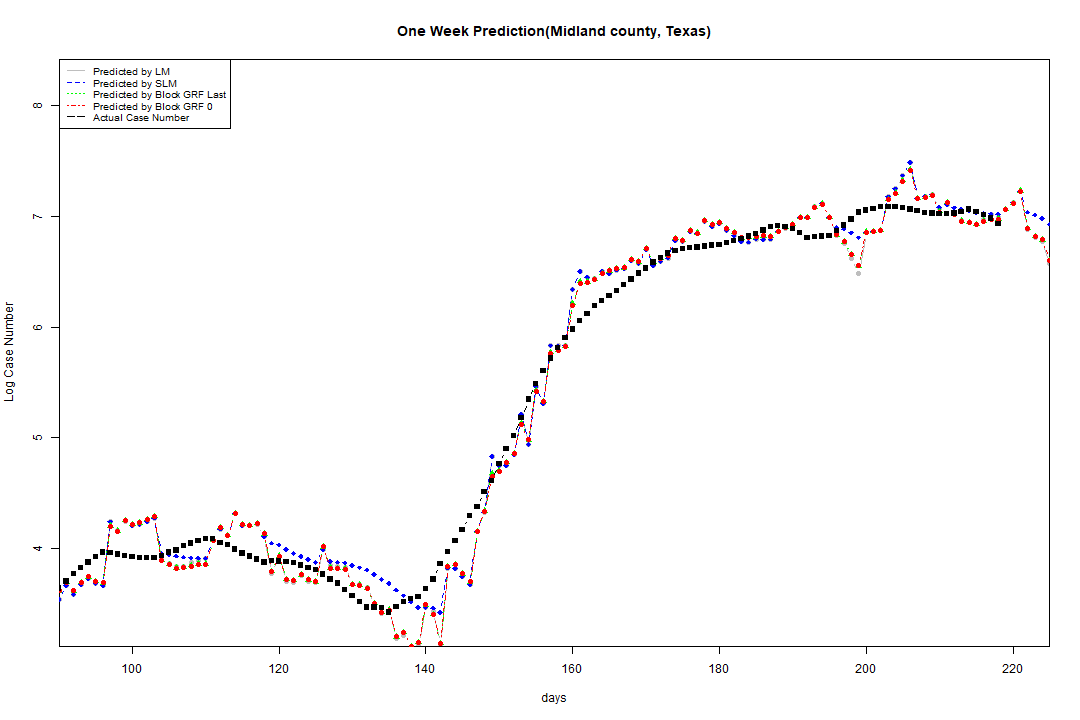 One Week Prediction(Midland county, Texas)
Predicted by LM
Predicted by SLM
Predicted by Block GRF Last
Predicted by Block GRF 0
Actual Case Number
8
7
6
5
4
Log Case Number
100 120 140 160 180 200 220
days